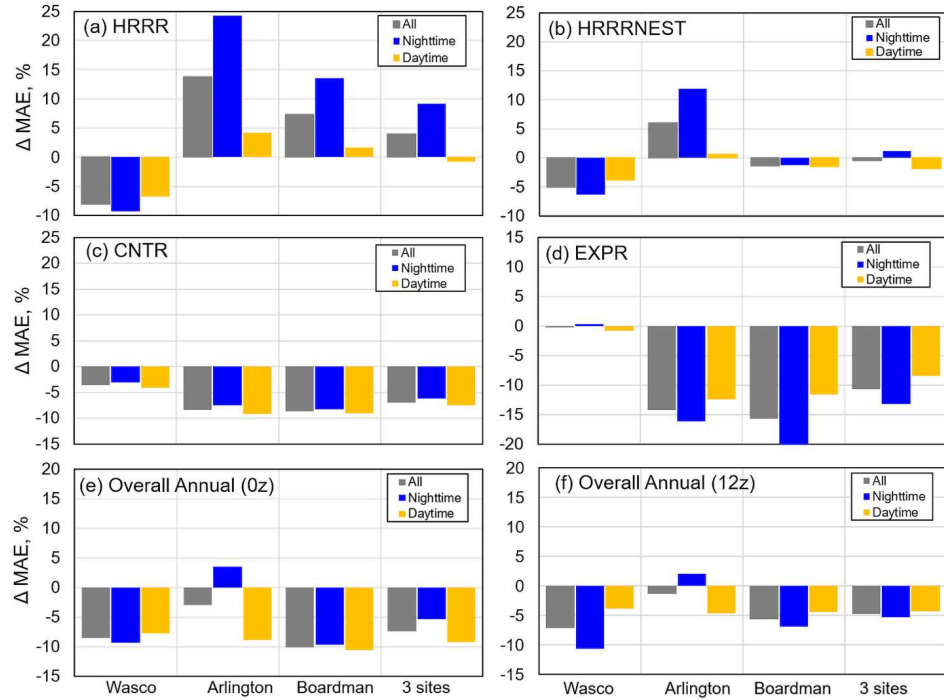 (a) HRRR
All
Nighttime
Daytime
Δ MAE, %
25
20
15
10
5
0
-5
-10
(b) HRRRNEST
All
Nighttime
Daytime
25
20
15
10
5
0
-5
-10
(c) CNTR
All
Nighttime
Daytime
Δ MAE, %
20
15
10
5
0
-5
-10
-15
(d) EXPR
All
Nighttime
Daytime
15
10
5
0
-5
-10
-15
-20
(e) Overall Annual (0z)
All
Nighttime
Daytime
Δ MAE, %
20
15
10
5
0
-5
-10
-15
Wasco Arlington Boardman 3 sites
(f) Overall Annual (12z)
All
Nighttime
Daytime
20
15
10
5
0
-5
-10
-15
Wasco Arlington Boardman 3 sites